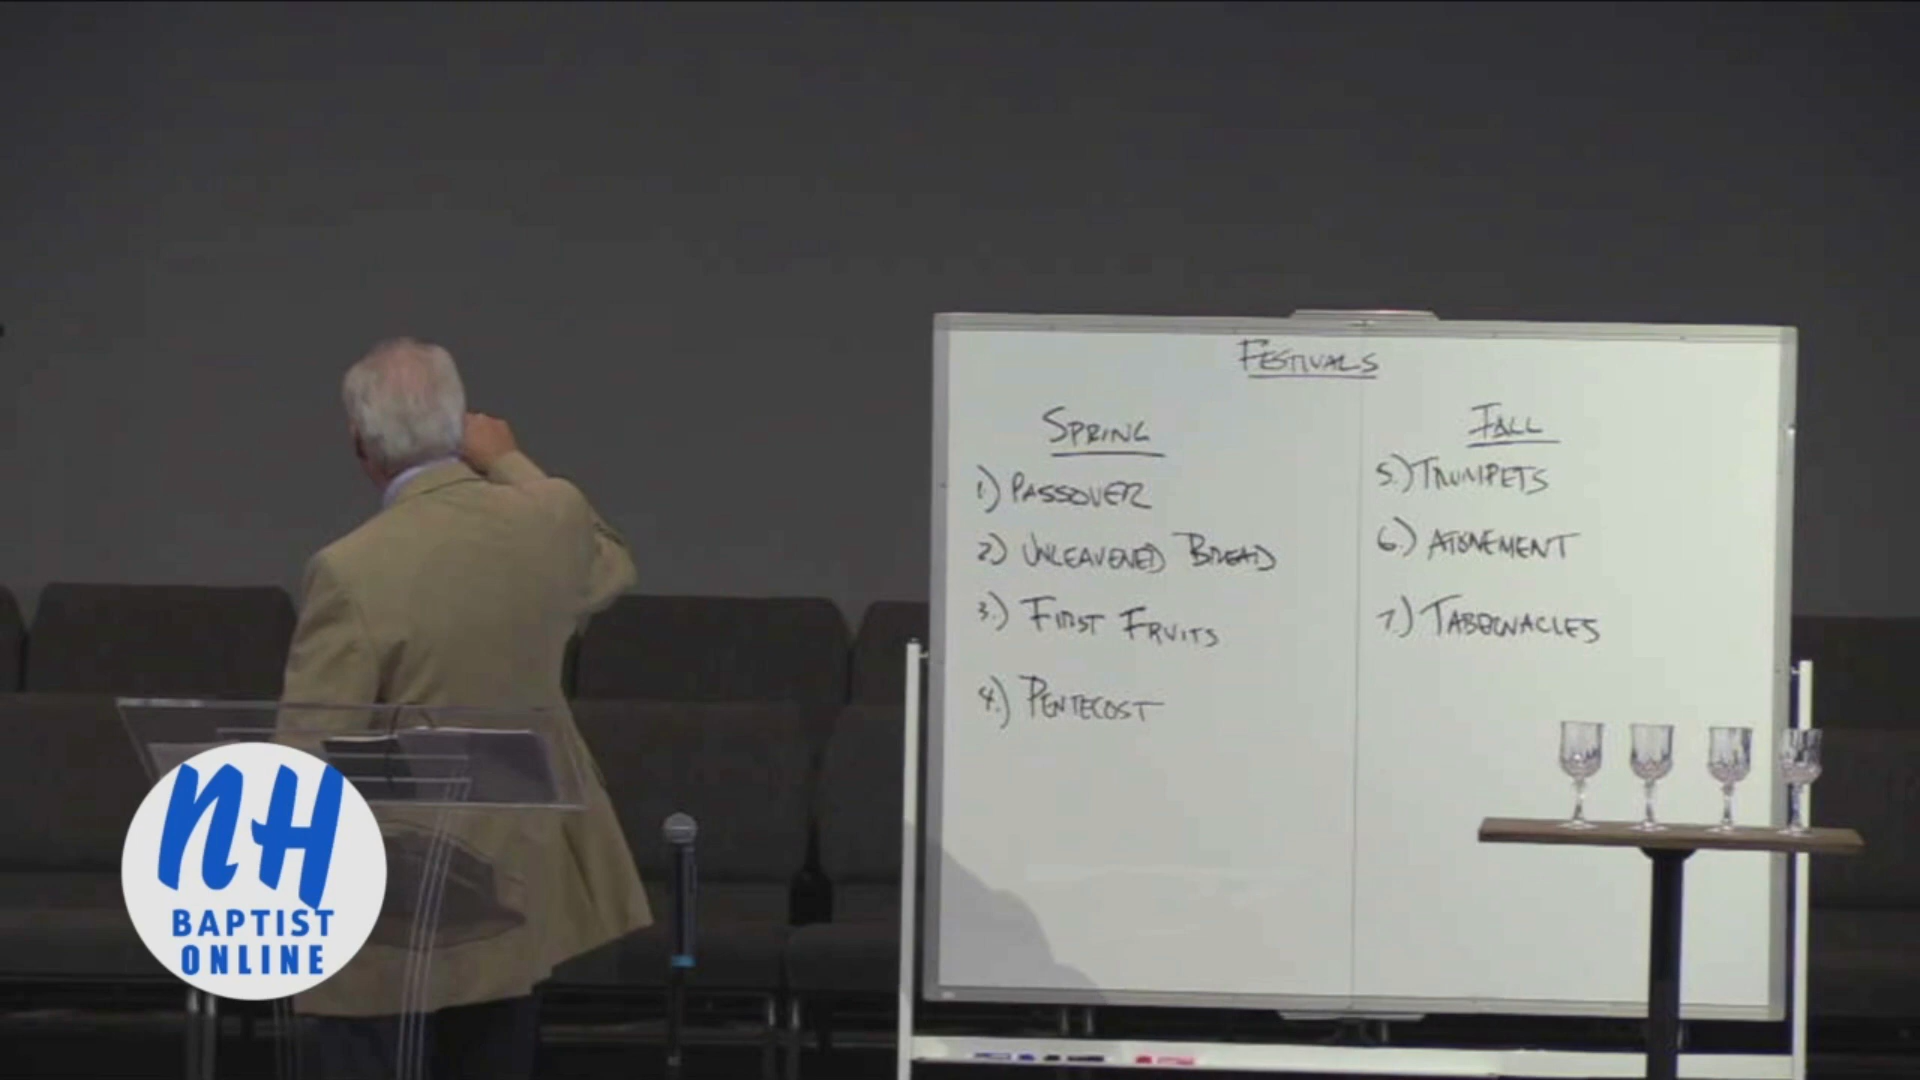 FESTIVALS
SPRING
1.) PASSOVER
2) UNLEAVENED BREAD
3.) FIRST FRUITS
4.) PENTECOST
FALL
5.) TRUMPETS
6.) ATONEMENT
7.) TABERNACLES
NH
BAPTIST
ONLINE